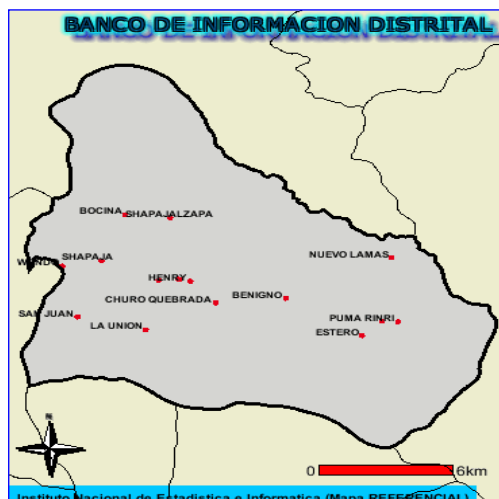 BANCO DE INFORMACION DISTRITAL
BOCINA
SHAPAJALZAPA
SHAPAJA
NUEVO LAMAS
HENRY
BENIGNO
CHURO QUEBRADA
SAN JUAN
LA UNION
PUMA RINRI
ESTERO
N
0 6km
Instituto Nacional de Estadistica e Informatica (Mapa REFERENCIAL)